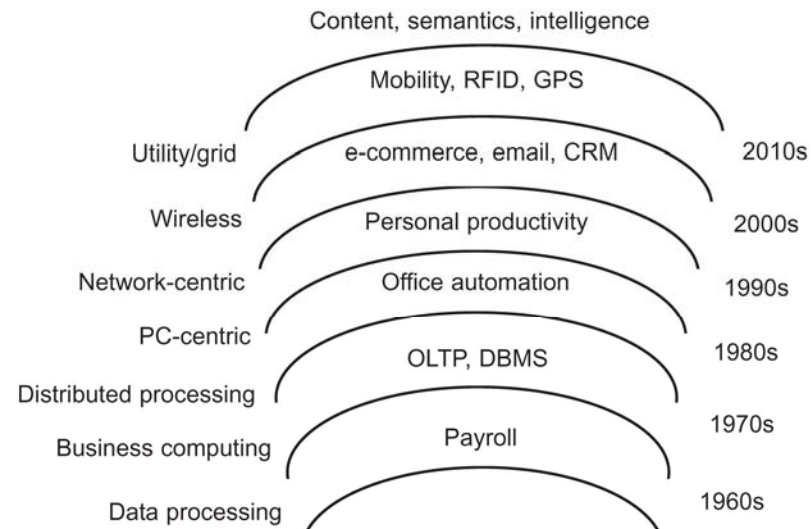 Content, semantics, intelligence
Mobility, RFID, GPS
Utility/grid
e-commerce, email, CRM
2010s
Wireless
Personal productivity
2000s
Network-centric
Office automation
1990s
PC-centric
1980s
OLTP, DBMS
Distributed processing
1970s
Business computing
Payroll
1960s
Data processing